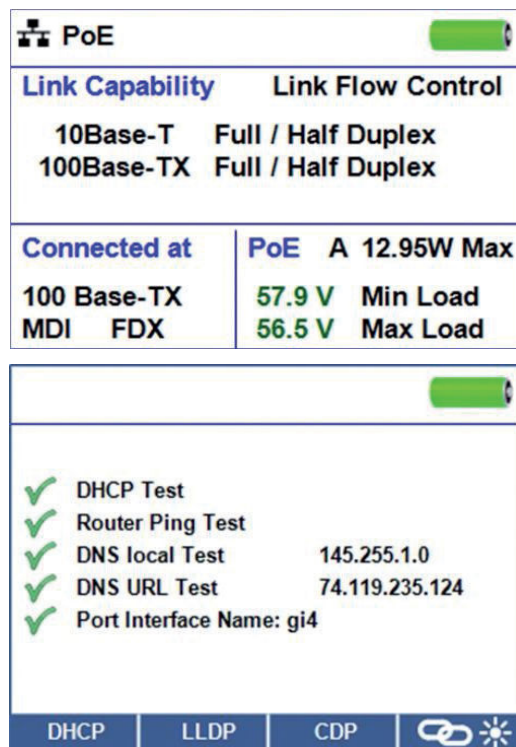 PoE
Link Capability Link Flow Control
10Base-T Full / Half Duplex
100Base-TX Full / Half Duplex
Connected at
100 Base-TX
MDI FDX
PoE A 12.95W Max
57.9 V Min Load
56.5 V Max Load
DHCP Test
Router Ping Test
DNS local Test 145.255.1.0
DNS URL Test 74.119.235.124
Port Interface Name: gi4
DHCP LLDP CDP